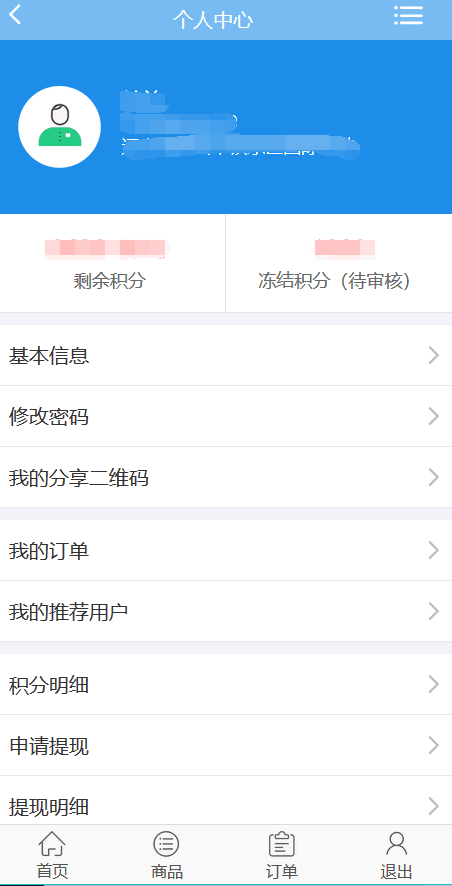 个人中心
剩余积分
冻结积分（待审核）
基本信息
修改密码
我的分享二维码
我的订单
我的推荐用户
积分明细
申请提现
提现明细
首页
商品
订单
退出